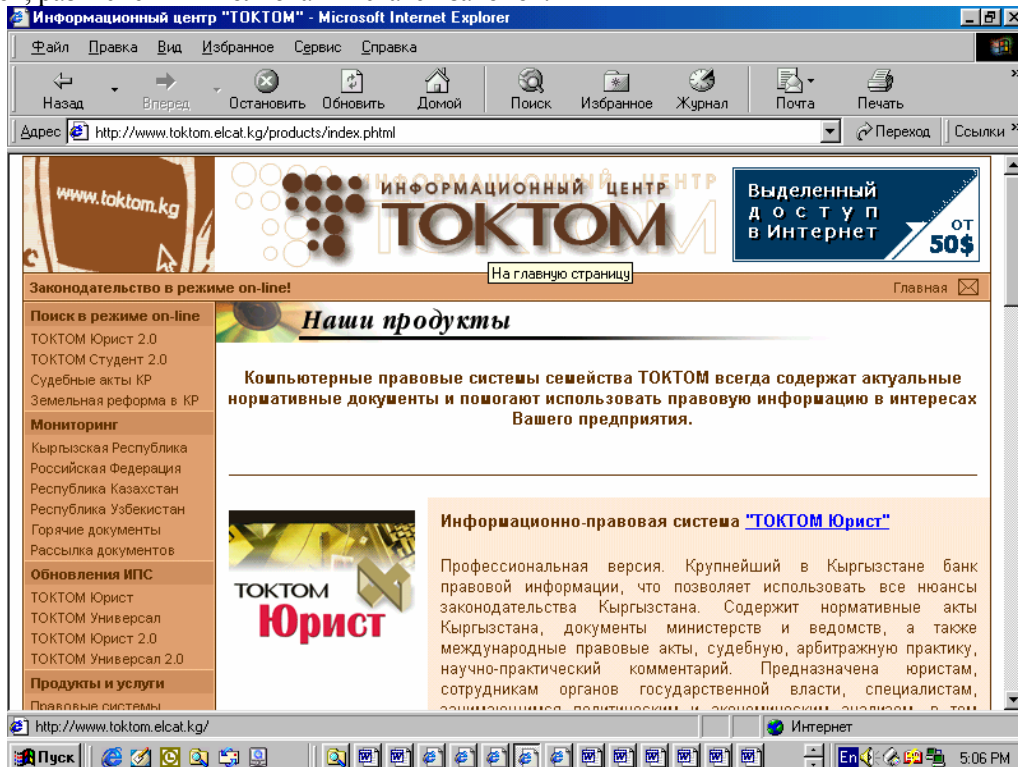 Информационный центр "ТОКТОМ" - Microsoft Internet Explorer
Файл Правка Вид Избранное Сервис Справка
Назад Вперед Остановить Обновить Домой Поиск Избранное Журнал Почта Печать
Адрес http://www.toktom.elcat.kg/products/index.phtml Переход Ссылки
www.toktom.kg
ИНФОРМАЦИОННЫЙ ЦЕНТР
ТОКТОМ
Выделенный
доступ
в Интернет
от
50$
На главную страницу
Законодательство в режиме on-line!
Главная
Поиск в режиме on-line
ТОКТОМ Юрист 2.0
ТОКТОМ Студент 2.0
Судебные акты КР
Земельная реформа в КР
Мониторинг
Кыргызская Республика
Российская Федерация
Республика Казахстан
Республика Узбекистан
Горячие документы
Рассылка документов
Обновления ИПС
ТОКТОМ Юрист
ТОКТОМ Универсал
ТОКТОМ Юрист 2.0
ТОКТОМ Универсал 2.0
Продукты и услуги
Правовые системы
Наши продукты
Компьютерные правовые системы семейства ТОКТОМ всегда содержат актуальные
нормативные документы и помогают использовать правовую информацию в интересах
Вашего предприятия.
ТОКТОМ
Юрист
Информационно-правовая система "ТОКТОМ Юрист"
Профессиональная версия. Крупнейший в Кыргызстане банк
правовой информации, что позволяет использовать все нюансы
законодательства Кыргызстана. Содержит нормативные акты
Кыргызстана, документы министерств и ведомств, а также
международные правовые акты, судебную, арбитражную практику,
научно-практический комментарий. Предназначена юристам,
сотрудникам органов государственной власти, специалистам,
занимающимся политическим и экономическим анализом, в том
http://www.toktom.elcat.kg/
Интернет
Пуск
En
5:06 PM